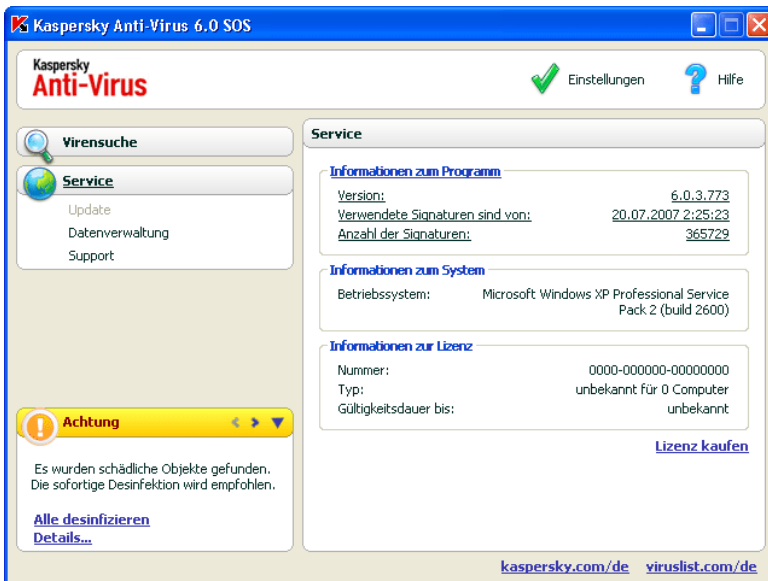 Kaspersky Anti-Virus 6.0 SOS
Kaspersky
Anti-Virus
Einstellungen
Hilfe
Virensuche
Service
Update
Datenverwaltung
Support
Achtung
Es wurden schädliche Objekte gefunden.
Die sofortige Desinfektion wird empfohlen.
Alle desinfizieren
Details...
Service
Informationen zum Programm
Version: 6.0.3.773
Verwendete Signaturen sind von: 20.07.2007 2:25:23
Anzahl der Signaturen: 365729
Informationen zum System
Betriebssystem: Microsoft Windows XP Professional Service
Pack 2 (build 2600)
Informationen zur Lizenz
Nummer: 0000-000000-00000000
Typ: unbekannt für 0 Computer
Gültigkeitsdauer bis: unbekannt
Lizenz kaufen
kaspersky.com/de viruslist.com/de